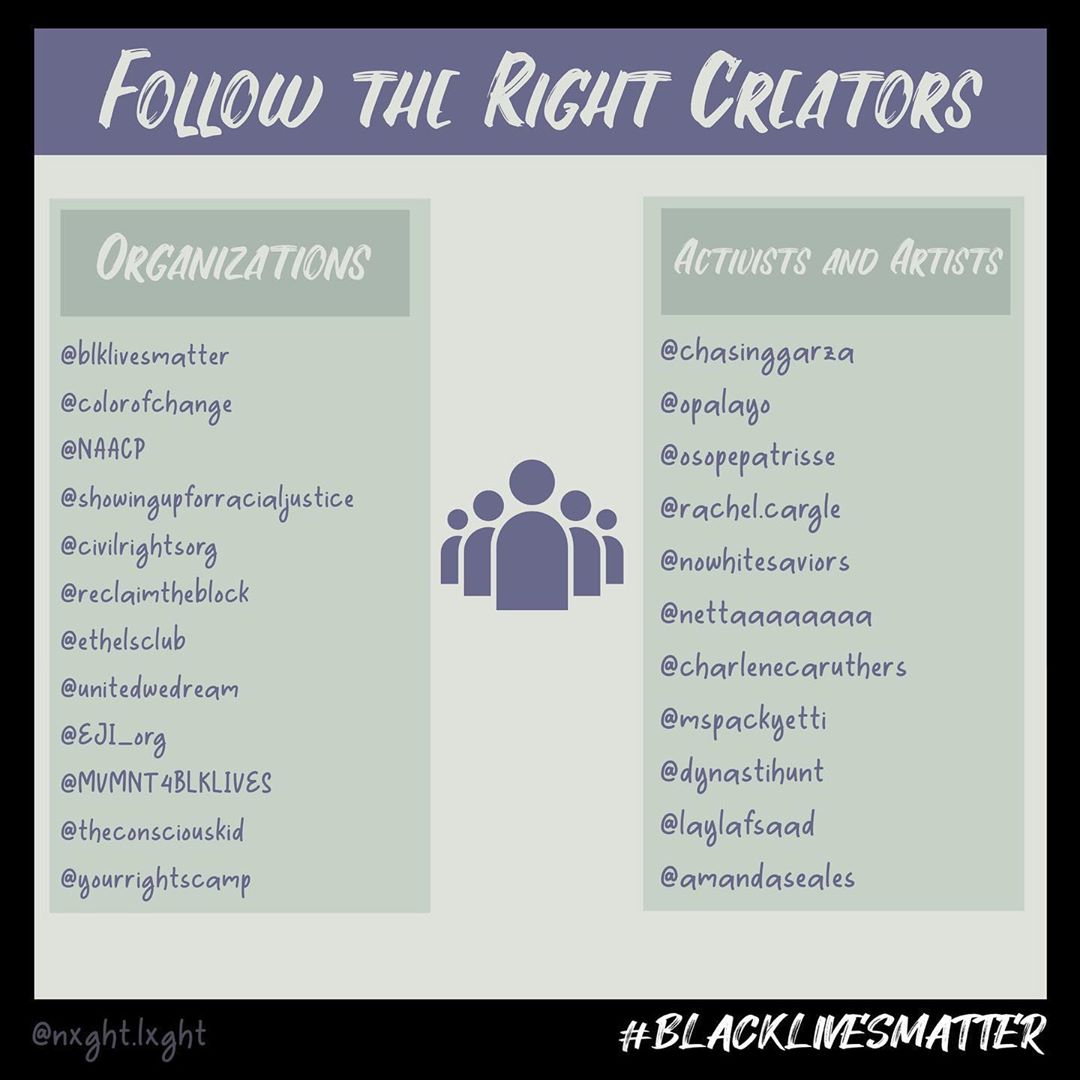 FOLLOW THE RIGHT CREATORS
ORGANIZATIONS
@blklivesmatter
@colorofchange
@NAACP
@showingupforracialjustice
@civilrightsorg
@reclaimtheblock
@ethelsclub
@unitedwedream
@EJI_org
@MVMNT4BLKLIVES
@theconsciouskid
@yourrightscamp
ACTIVISTS AND ARTISTS
@chasinggarza
@opalayo
@osopepatrisse
@rachel.cargle
@nowhitesaviors
@nettaaaaaaaa
@charlenecaruthers
@mspackyetti
@dynastihunt
@laylafsaad
@amandaseales
@nxght.lxght
#BLACKLIVESMATTER